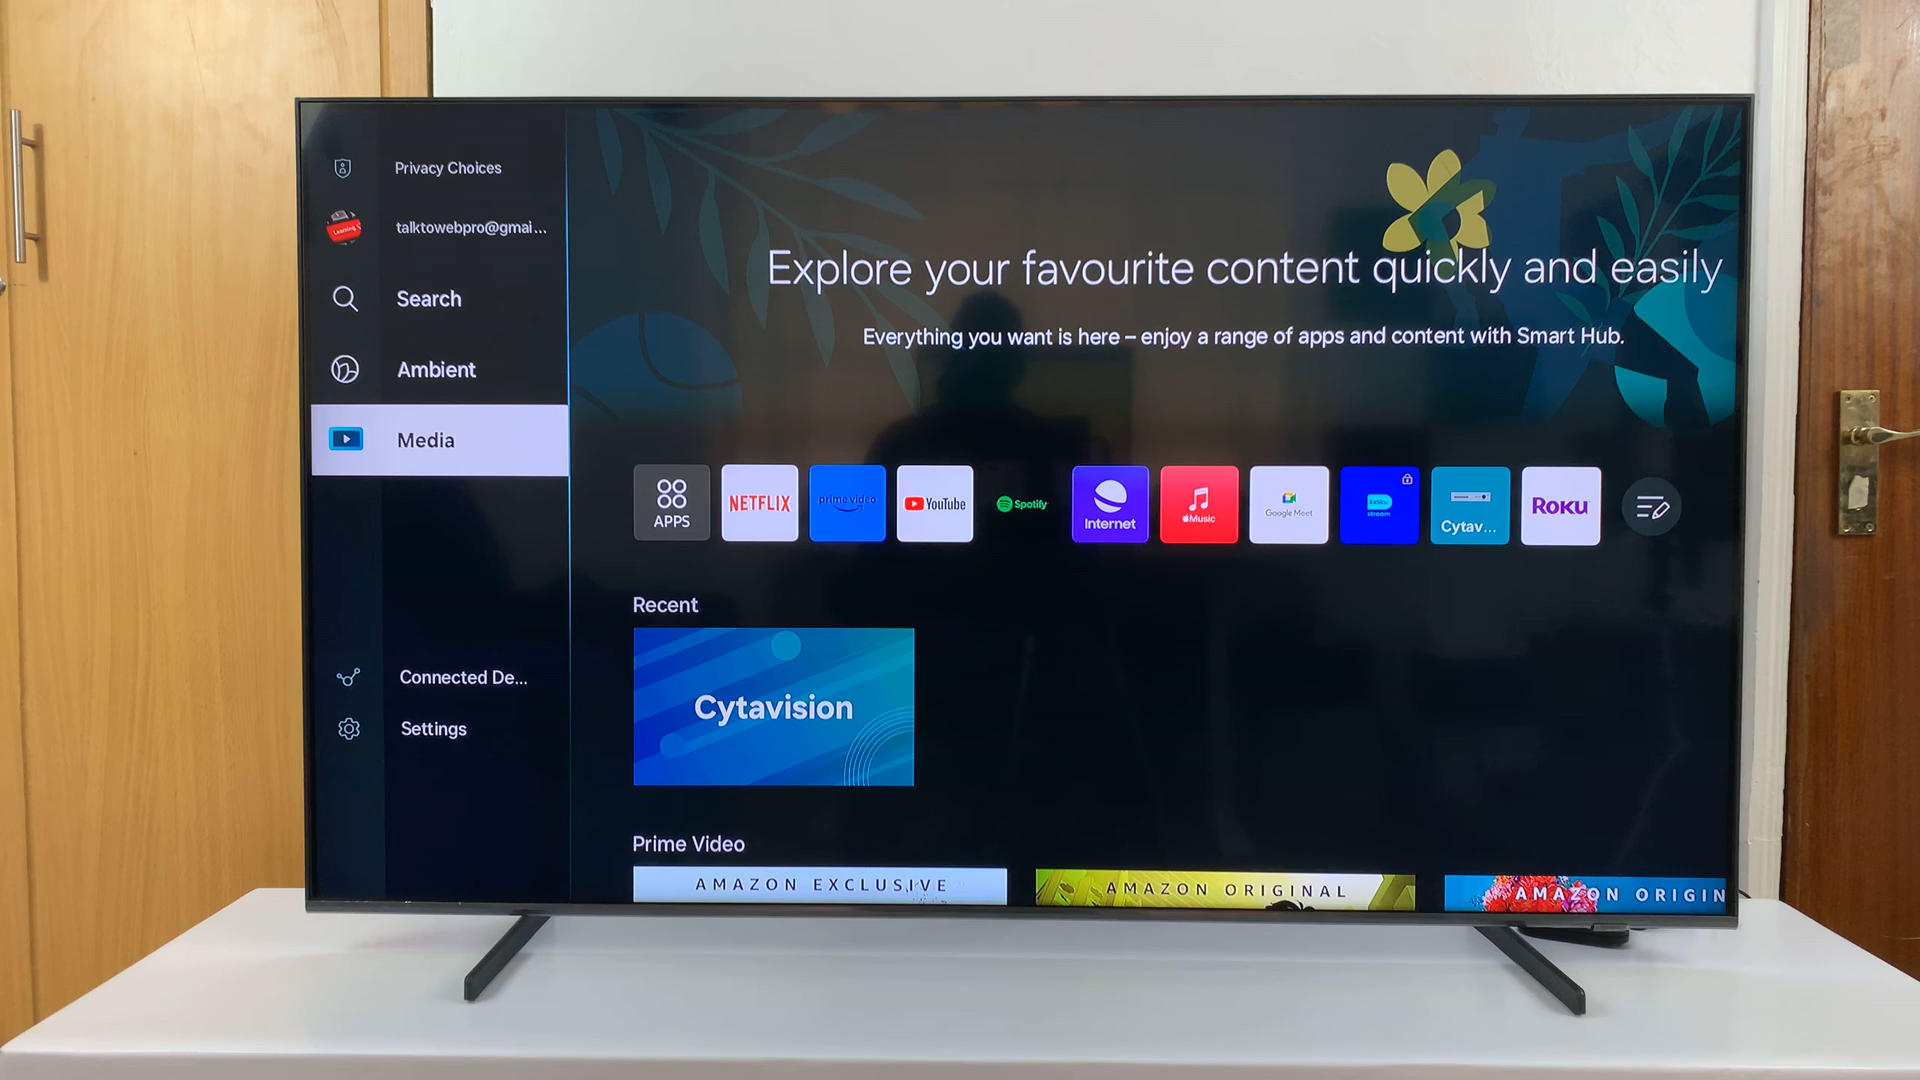 Privacy Choices
talktowebpro@gmai...
Search
Ambient
Media
Connected De...
Settings
Explore your favourite content quickly and easily
Everything you want is here – enjoy a range of apps and content with Smart Hub.
APPS
NETFLIX
prime video
YouTube
Spotify
Internet
Music
Google Meet
stream
Cytav...
Roku
Recent
Cytavision
Prime Video
AMAZON EXCLUSIVE
AMAZON ORIGINAL
AMAZON ORIGIN